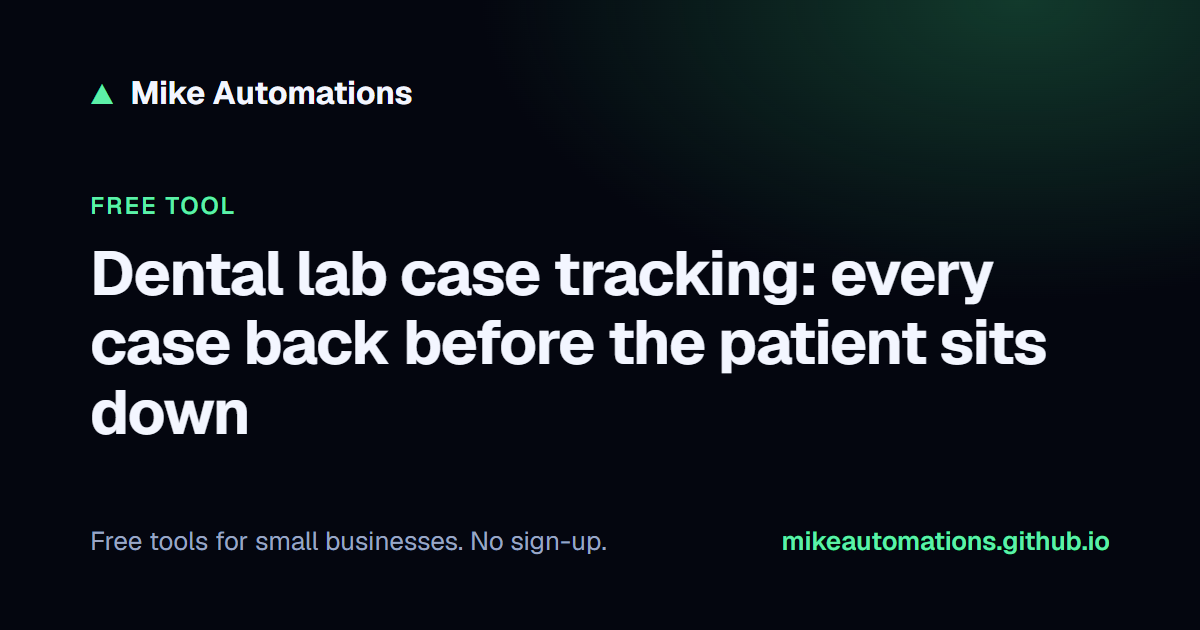 Mike Automations
FREE TOOL
Dental lab case tracking: every
case back before the patient sits
down
Free tools for small businesses. No sign-up.
mikeautomations.github.io